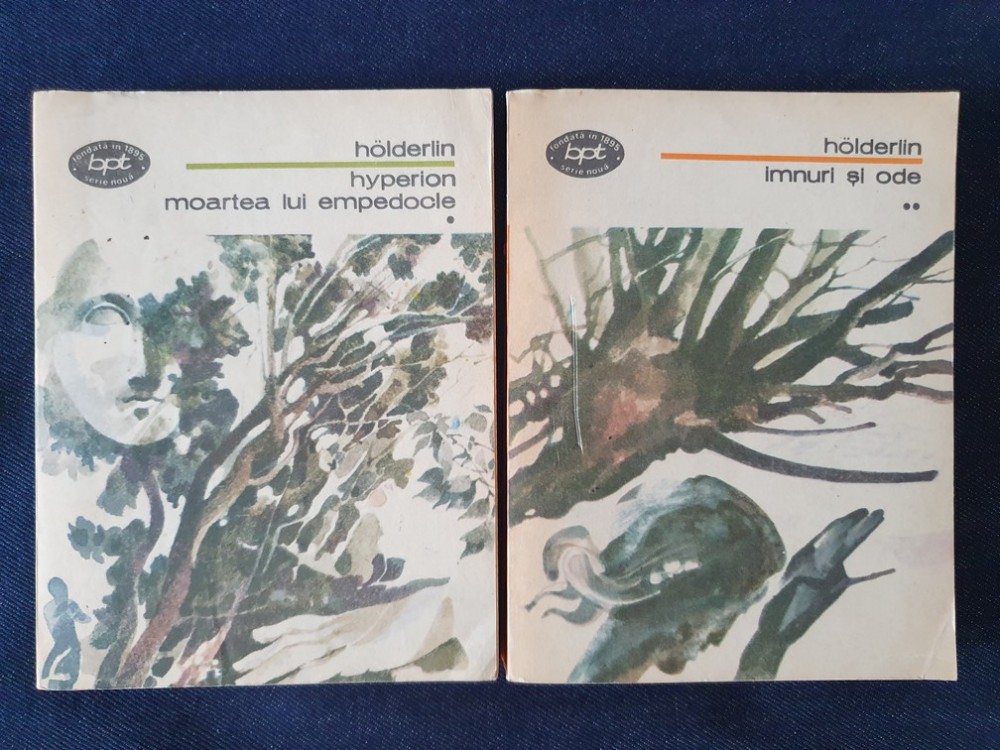 fondată în 1895
bpt
serie nouă
hölderlin
hyperion
moartea lui empedocle
•
fondată în 1895
bpt
serie nouă
hölderlin
imnuri și ode
••